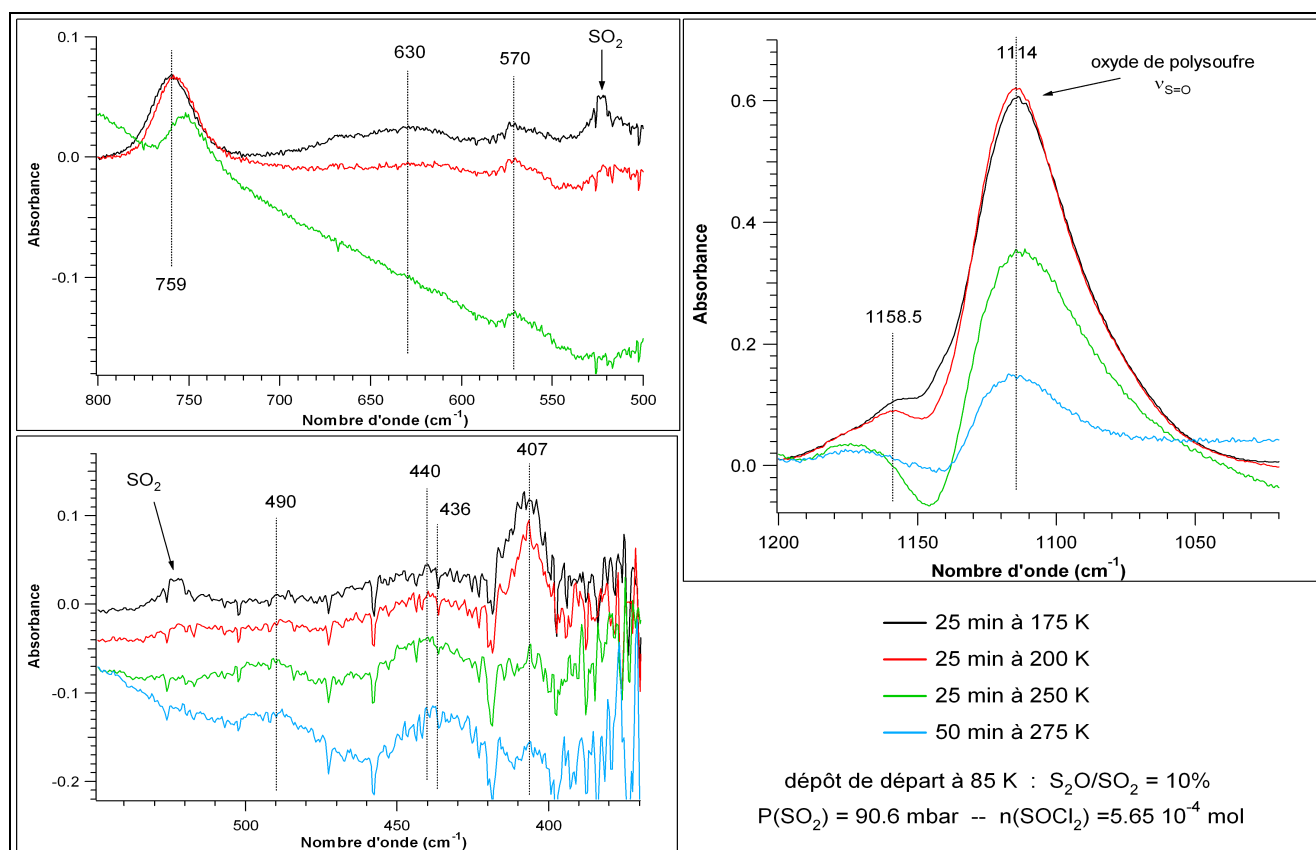 SO₂
630
570
759
0.1
0.0
-0.1
Absorbance
800
750
700
650
600
550
500
Nombre d'onde (cm⁻¹)
SO₂
490
440
436
407
0.1
0.0
-0.1
-0.2
Absorbance
500
450
400
Nombre d'onde (cm⁻¹)
1114
oxyde de polysoufre
νS=O
1158.5
0.6
0.4
0.2
0.0
Absorbance
1200
1150
1100
1050
Nombre d'onde (cm⁻¹)
25 min à 175 K
25 min à 200 K
25 min à 250 K
50 min à 275 K
dépôt de départ à 85 K : S₂O/SO₂ = 10%
P(SO₂) = 90.6 mbar -- n(SOCl₂) =5.65 10⁻⁴ mol